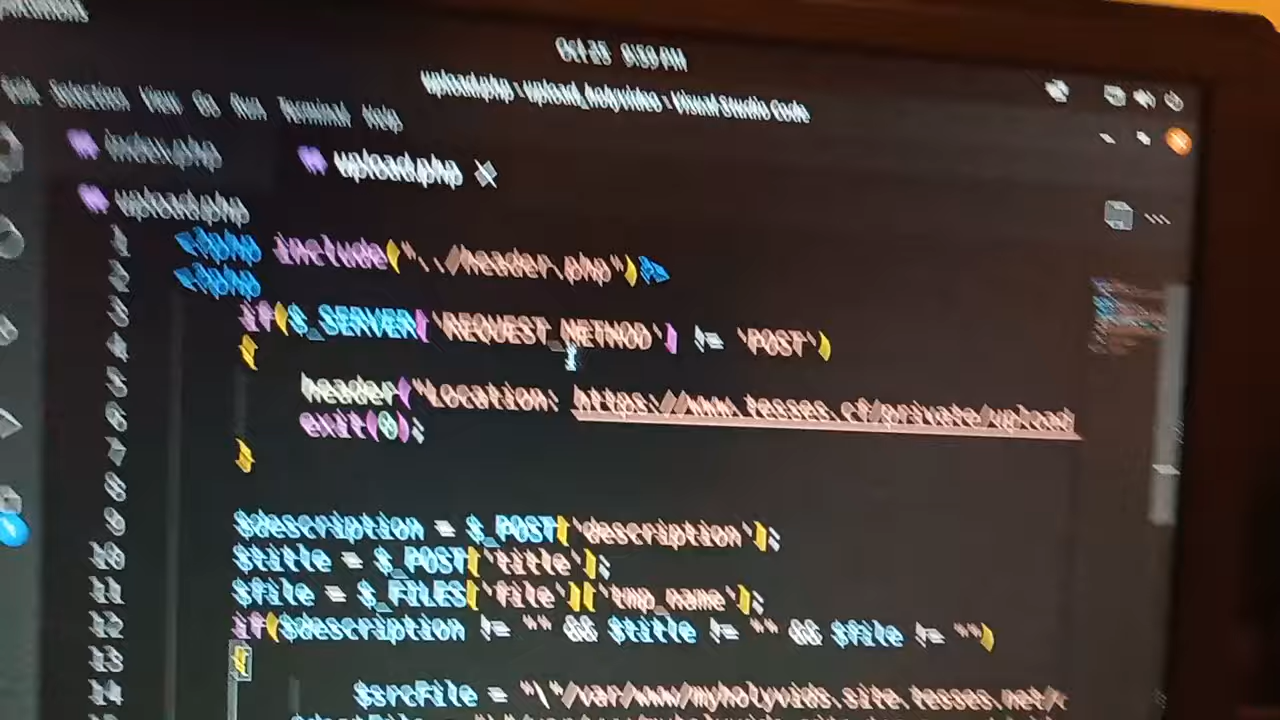 Oct 25 9:59 PM
upload.php - upload_holyvideo - Visual Studio Code
Edit Selection View Go Run Terminal Help
index.php upload.php
upload.php
1 <?php include("../header.php")?>
2 <?php
3 if($_SERVER['REQUEST_METHOD'] != 'POST')
4 {
5 header("Location: https://www.tesses.cf/private/upload
6 exit(0);
7 }
8
9 $description = $_POST['description'];
10 $title = $_POST['title'];
11 $file = $_FILES['file']['tmp_name'];
12 if($description != "" && $title != "" && $file != "")
13 {
14 $srcFile = "\"/var/www/myholyvids.site.tesses.net/